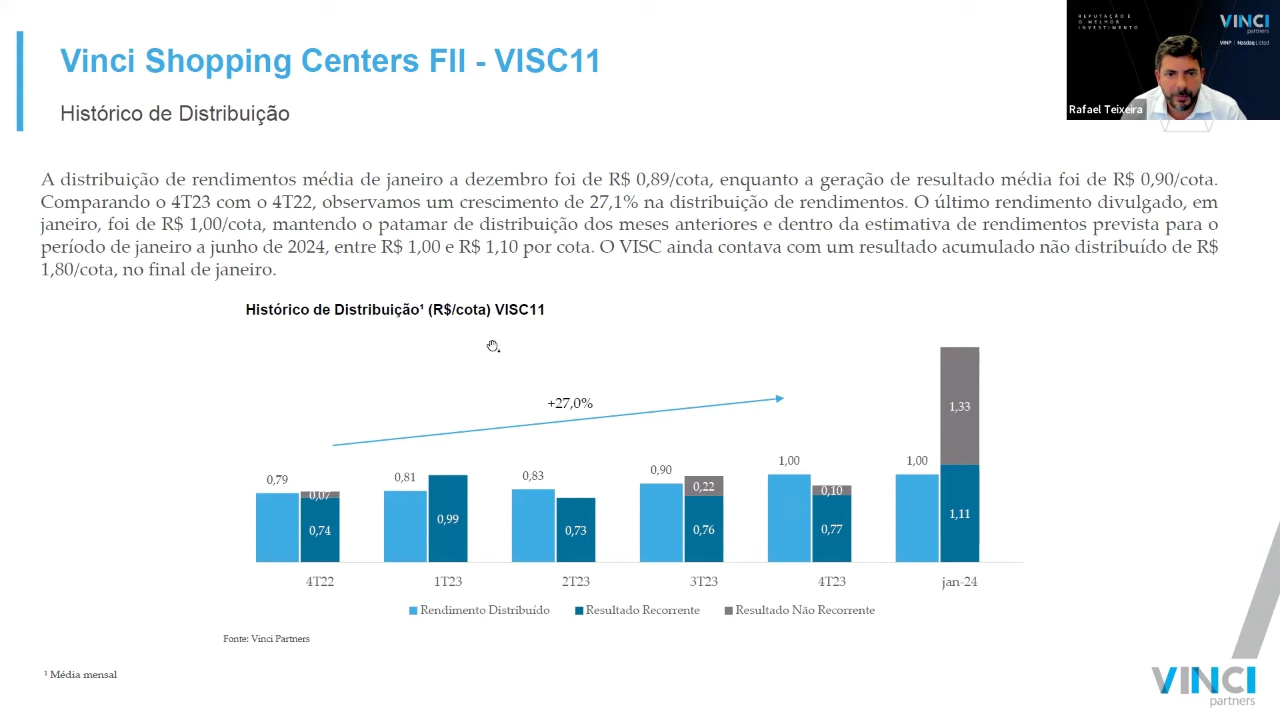 Vinci Shopping Centers FII - VISC11
Histórico de Distribuição
REPUTAÇÃO É
O MELHOR
INVESTIMENTO
VINCI
partners
VINP | Nasdaq Listed
Rafael Teixeira
A distribuição de rendimentos média de janeiro a dezembro foi de R$ 0,89/cota, enquanto a geração de resultado média foi de R$ 0,90/cota.
Comparando o 4T23 com o 4T22, observamos um crescimento de 27,1% na distribuição de rendimentos. O último rendimento divulgado, em
janeiro, foi de R$ 1,00/cota, mantendo o patamar de distribuição dos meses anteriores e dentro da estimativa de rendimentos prevista para o
período de janeiro a junho de 2024, entre R$ 1,00 e R$ 1,10 por cota. O VISC ainda contava com um resultado acumulado não distribuído de R$
1,80/cota, no final de janeiro.
Histórico de Distribuição¹ (R$/cota) VISC11
+27,0%
0,79
0,07
0,74
0,81
0,99
0,83
0,73
0,90
0,22
0,76
1,00
0,10
0,77
1,00
1,33
1,11
4T22
1T23
2T23
3T23
4T23
jan-24
Rendimento Distribuído
Resultado Recorrente
Resultado Não Recorrente
Fonte: Vinci Partners
¹ Média mensal
VINCI
partners